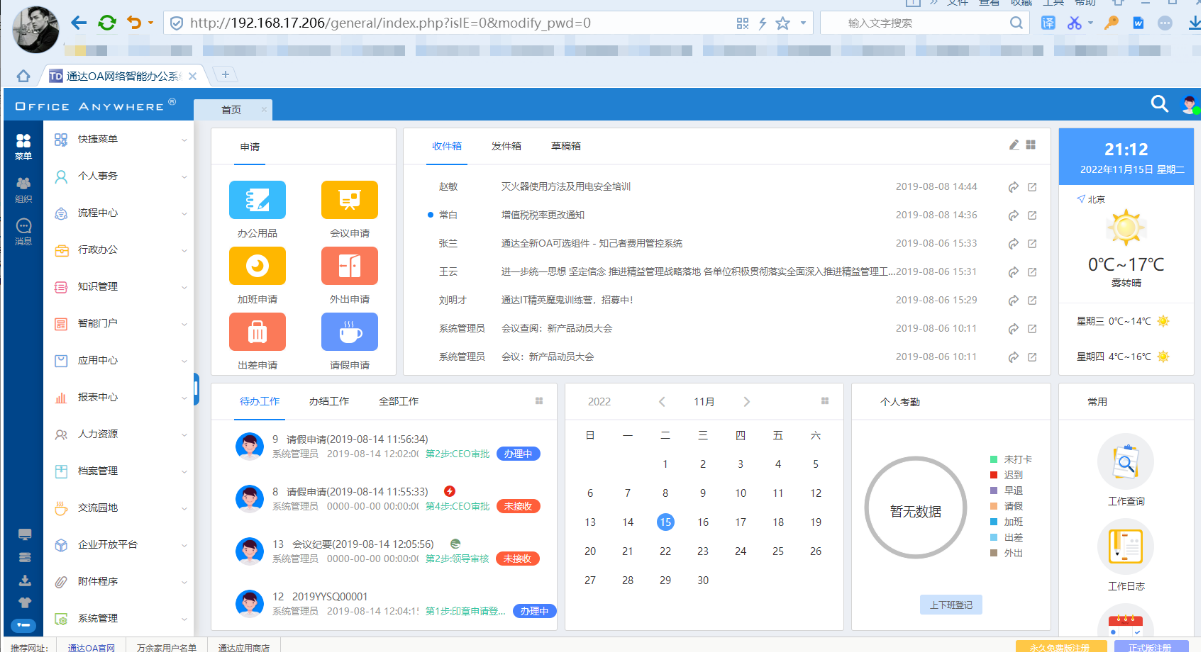 文件 查看 收藏 工具 帮助
http://192.168.17.206/general/index.php?isIE=0&modify_pwd=0
输入文字搜索
译
TD 通达OA网络智能办公系
OFFICE ANYWHERE®
首页
菜单
组织
消息
快捷菜单
个人事务
流程中心
行政办公
知识管理
智能门户
应用中心
报表中心
人力资源
档案管理
交流园地
企业开放平台
附件程序
系统管理
申请
办公用品
会议申请
加班申请
外出申请
出差申请
请假申请
收件箱 发件箱 草稿箱
赵敏 灭火器使用方法及用电安全培训 2019-08-08 14:44
常白 增值税税率更改通知 2019-08-08 14:36
张兰 通达全新OA可选组件 - 知己者费用管控系统 2019-08-06 15:33
王云 进一步统一思想 坚定信念 推进精益管理战略落地 各单位积极贯彻落实全面深入推进精益管理工... 2019-08-06 15:31
刘明才 通达IT精英魔鬼训练营，招募中! 2019-08-06 15:29
系统管理员 会议查阅：新产品动员大会 2019-08-06 10:11
系统管理员 会议：新产品动员大会 2019-08-06 10:11
21:12
2022年11月15日 星期二
北京
0℃~17℃
雾转晴
星期三 0℃~14℃
星期四 4℃~16℃
待办工作 办结工作 全部工作
9 请假申请(2019-08-14 11:56:34)
系统管理员 2019-08-14 12:02:0 第2步:CEO审批 办理中
8 请假申请(2019-08-14 11:55:33)
系统管理员 0000-00-00 00:00:0 第4步:CEO审批 未接收
13 会议纪要(2019-08-14 12:05:56)
系统管理员 0000-00-00 00:00:0 第2步:领导审核 未接收
12 2019YYSQ00001
系统管理员 2019-08-14 12:04:1 第1步:印章申请登... 办理中
2022 11月
日 一 二 三 四 五 六
1 2 3 4 5
6 7 8 9 10 11 12
13 14 15 16 17 18 19
20 21 22 23 24 25 26
27 28 29 30
个人考勤
暂无数据
未打卡
迟到
早退
请假
加班
出差
外出
上下班登记
常用
工作查询
工作日志
推荐网址: 通达OA官网 万余家用户名单 通达应用商店
永久免费版注册 正式版注册